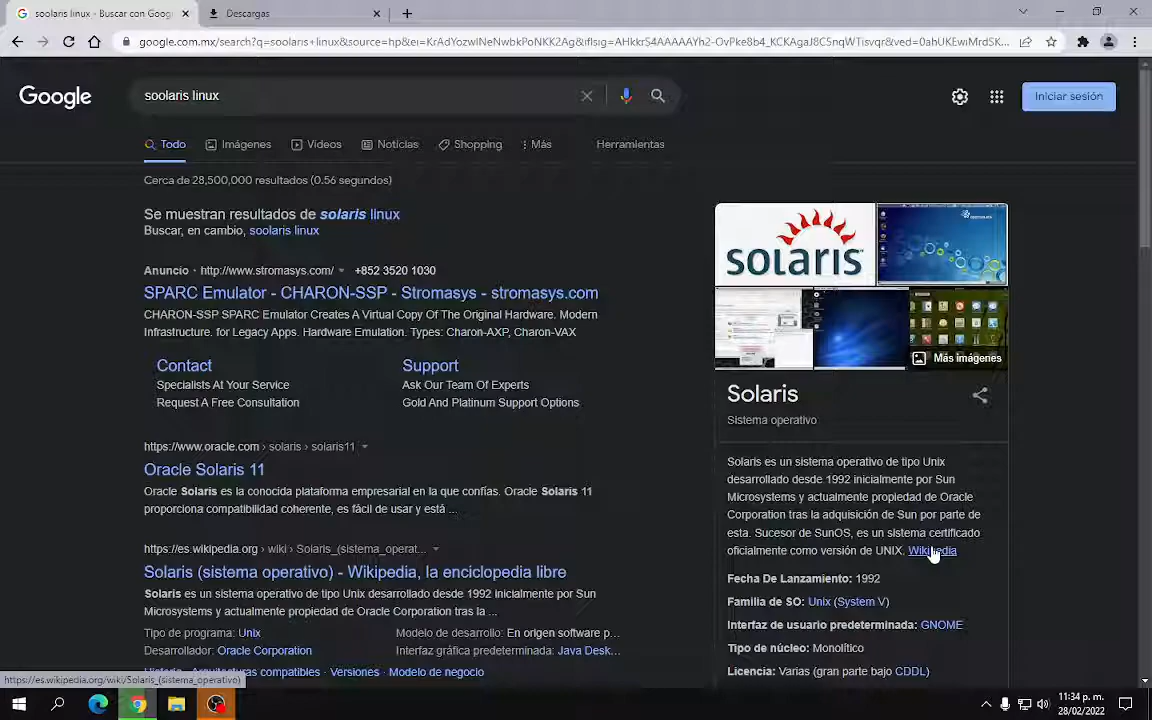 soolaris linux - Buscar con Goog
Descargas
google.com.mx/search?q=soolaris+linux&source=hp&ei=KrAdYozwINeNwbkPoNKK2Ag&iflsig=AHkkrS4AAAAAYh2-OvPke8b4_KCKAgaJ8C5nqWTisvqr&ved=0ahUKEwiMrdSK...
Google
soolaris linux
Iniciar sesión
Todo
Imágenes
Videos
Noticias
Shopping
Más
Herramientas
Cerca de 28,500,000 resultados (0.56 segundos)
Se muestran resultados de solaris linux
Buscar, en cambio, soolaris linux
Anuncio · http://www.stromasys.com/ +852 3520 1030
SPARC Emulator - CHARON-SSP - Stromasys - stromasys.com
CHARON-SSP SPARC Emulator Creates A Virtual Copy Of The Original Hardware. Modern
Infrastructure. for Legacy Apps. Hardware Emulation. Types: Charon-AXP, Charon-VAX
Contact
Specialists At Your Service
Request A Free Consultation
Support
Ask Our Team Of Experts
Gold And Platinum Support Options
https://www.oracle.com › solaris › solaris11
Oracle Solaris 11
Oracle Solaris es la conocida plataforma empresarial en la que confías. Oracle Solaris 11
proporciona compatibilidad coherente, es fácil de usar y está ...
https://es.wikipedia.org › wiki › Solaris_(sistema_operat...
Solaris (sistema operativo) - Wikipedia, la enciclopedia libre
Solaris es un sistema operativo de tipo Unix desarrollado desde 1992 inicialmente por Sun
Microsystems y actualmente propiedad de Oracle Corporation tras la ...
Tipo de programa: Unix
Modelo de desarrollo: En origen software p...
Desarrollador: Oracle Corporation
Interfaz gráfica predeterminada: Java Desk...
Historia · Arquitecturas compatibles · Versiones · Modelo de negocio
https://es.wikipedia.org/wiki/Solaris_(sistema_operativo)
solaris
Más imágenes
Solaris
Sistema operativo
Solaris es un sistema operativo de tipo Unix
desarrollado desde 1992 inicialmente por Sun
Microsystems y actualmente propiedad de Oracle
Corporation tras la adquisición de Sun por parte de
esta. Sucesor de SunOS, es un sistema certificado
oficialmente como versión de UNIX. Wikipedia
Fecha De Lanzamiento: 1992
Familia de SO: Unix (System V)
Interfaz de usuario predeterminada: GNOME
Tipo de núcleo: Monolítico
Licencia: Varias (gran parte bajo CDDL)
11:34 p. m.
28/02/2022